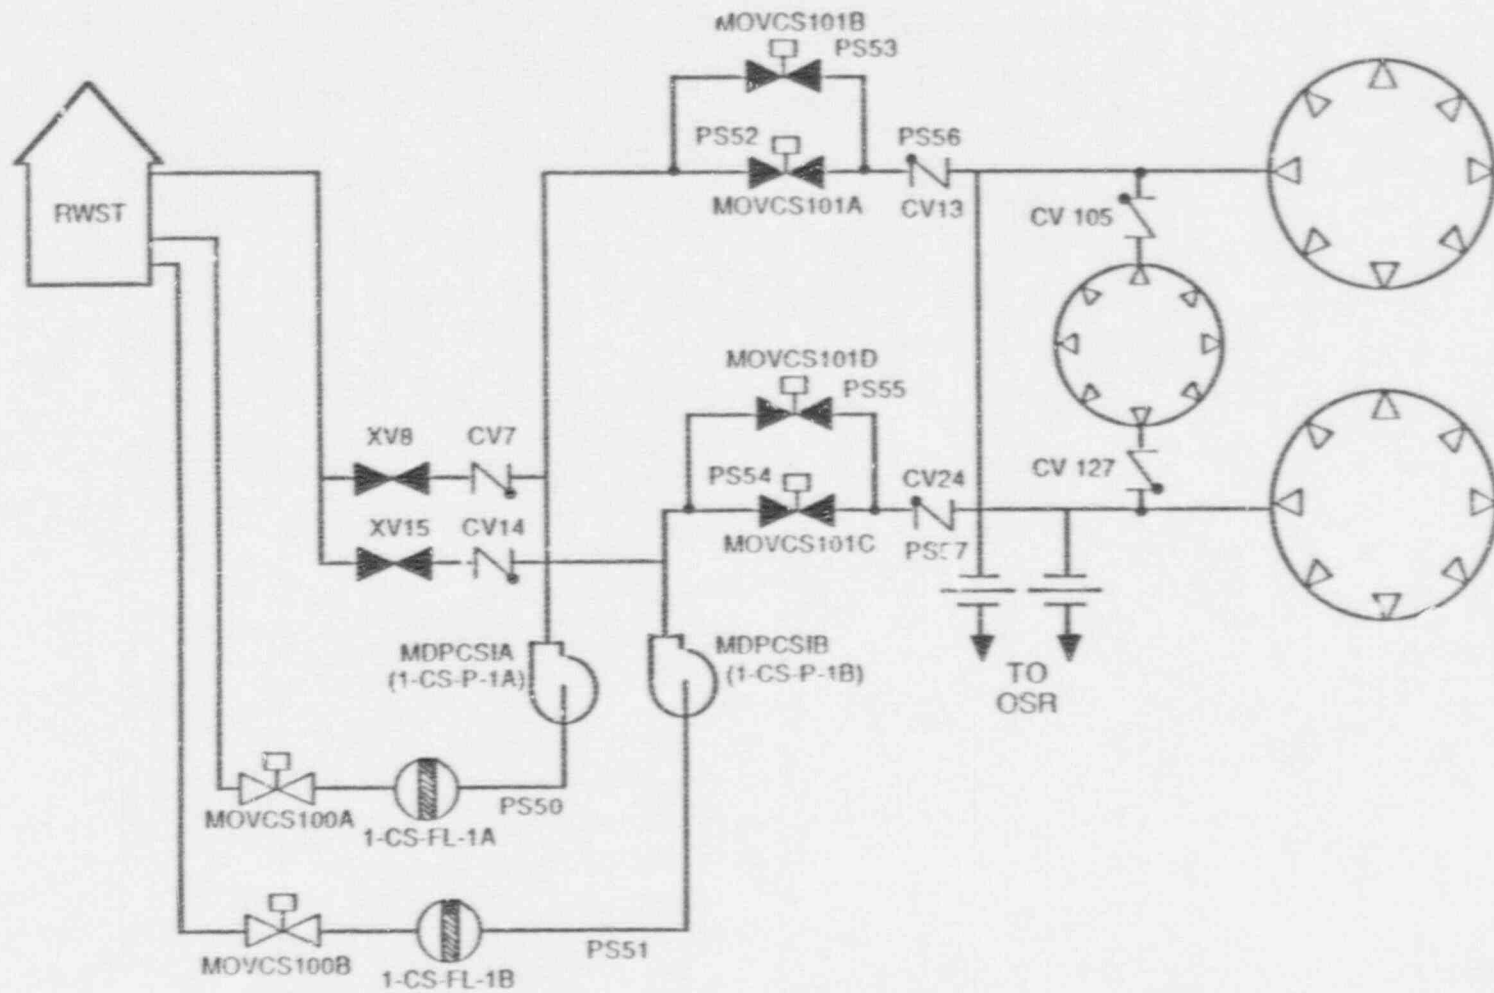 MOVCS101B
PS53
RWST
PS52
PS56
MOVCS101A
CV13
CV 105
MOVCS101D
PS55
XV8
CV7
PS54
CV24
CV 127
XV15
CV14
MOVCS101C
MDPCSIA
(1-CS-P-1A)
MDPCSIB
(1-CS-P-1B)
TO
OSR
MOVCS100A
PS50
1-CS-FL-1A
MOVCS100B
PS51
1-CS-FL-1B